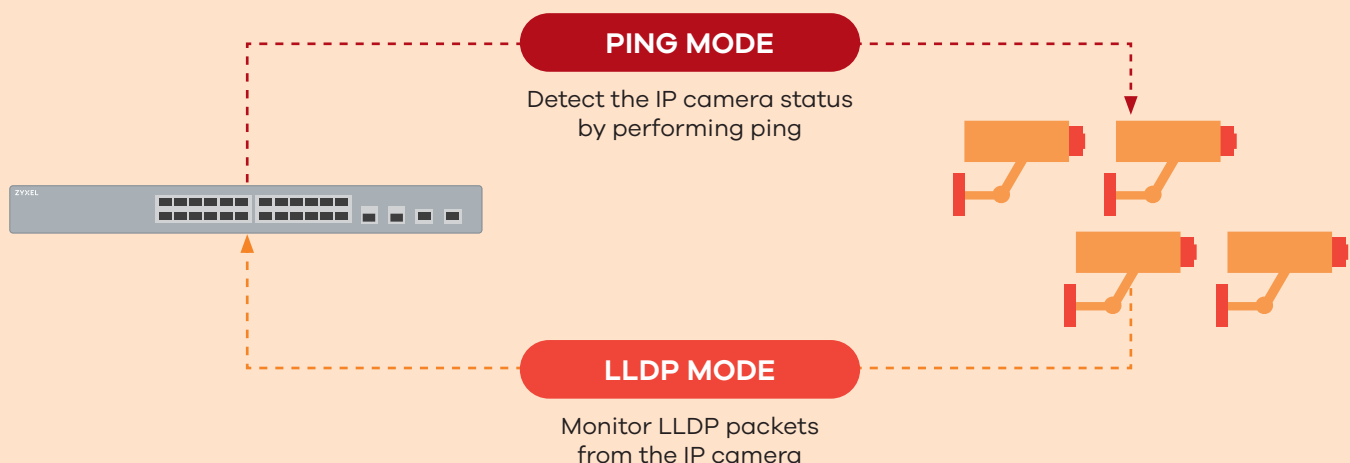 PING MODE
Detect the IP camera status
by performing ping
ZYXEL
LLDP MODE
Monitor LLDP packets
from the IP camera